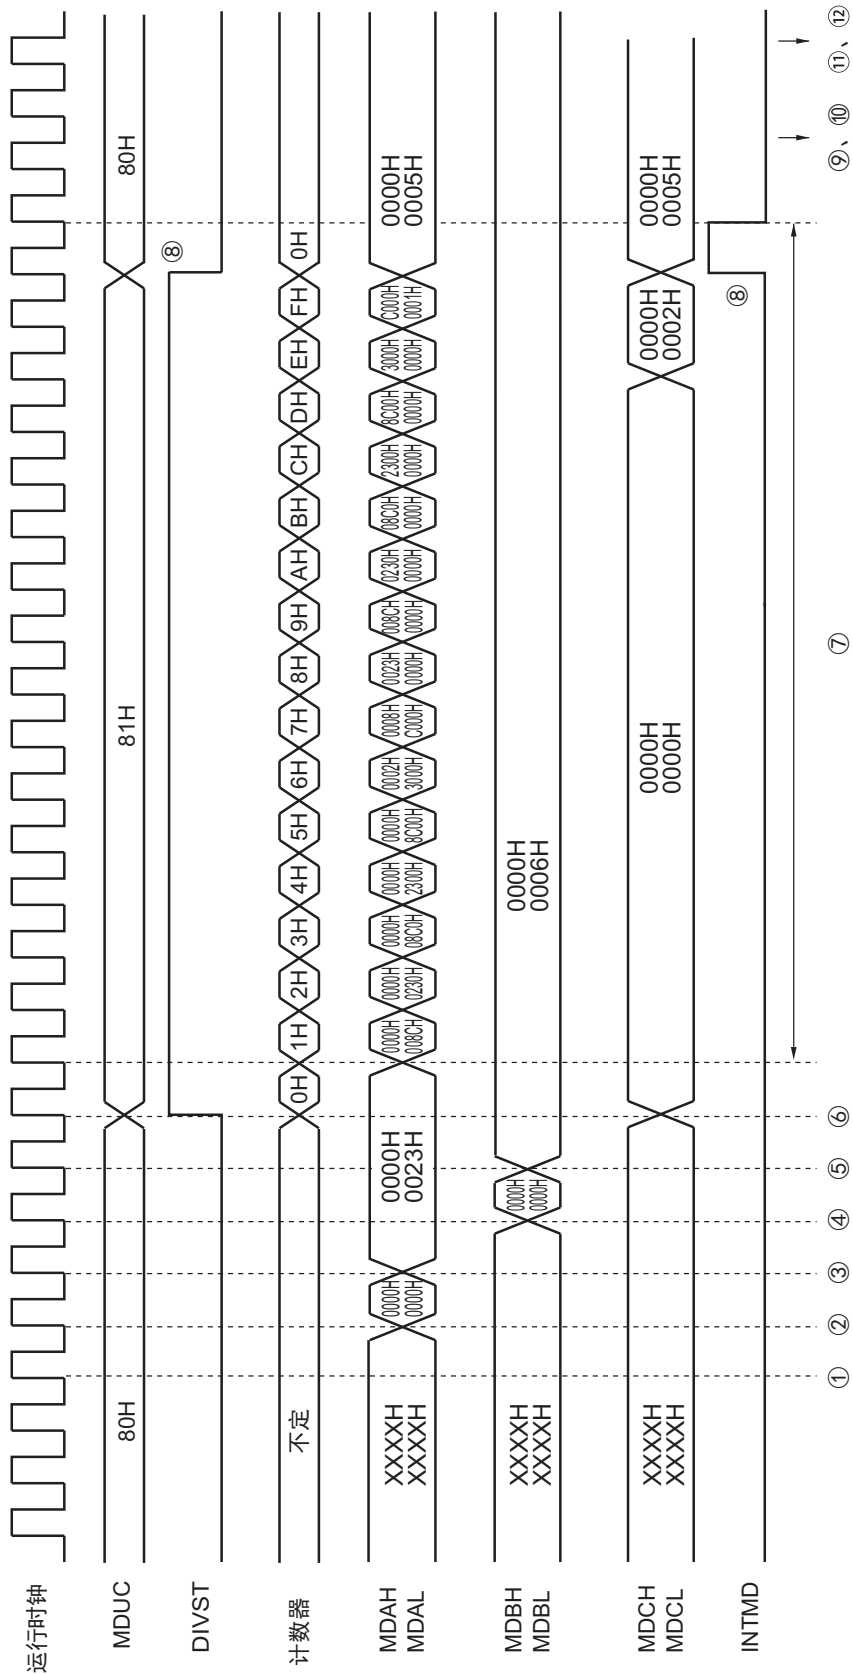 运行时钟
MDUC 80H 81H 80H
DIVST ⑧
计数器 不定 0H 1H 2H 3H 4H 5H 6H 7H 8H 9H AH BH CH DH EH FH 0H
MDAH XXXXH 0000H 0000H 0000H 0000H 0000H 0000H 0000H 0002H 0008H 0023H 008CH 0230H 08C0H 2300H 8C00H 3000H C000H 0000H
MDAL XXXXH 0000H 0023H 008CH 0230H 08C0H 2300H 8C00H 3000H C000H 0000H 0000H 0000H 0000H 0000H 0000H 0000H 0001H 0005H
MDBH XXXXH 0000H 0000H
MDBL XXXXH 0000H 0006H
MDCH XXXXH 0000H 0000H 0000H
MDCL XXXXH 0000H 0002H 0005H
INTMD ⑧
① ② ③ ④ ⑤ ⑥ ⑦ ⑨、⑩ ⑪、⑫